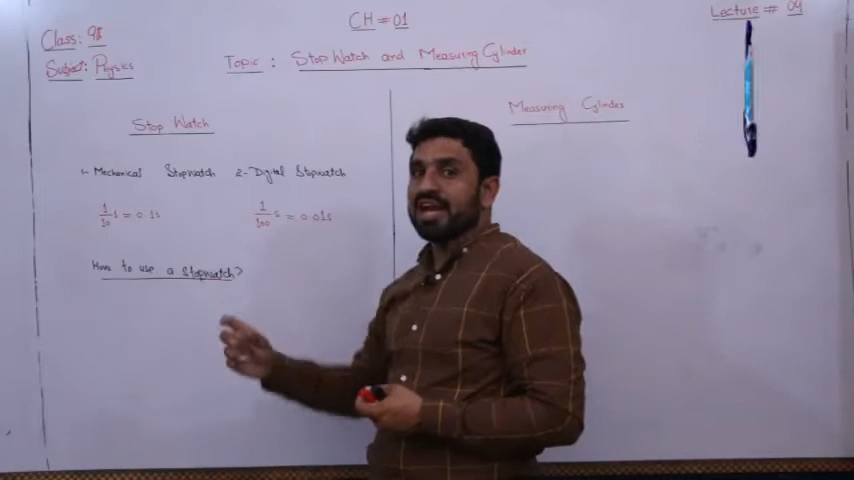 CH = 01
Lecture # 04
Class: 9th
Subject: Physics
Topic : Stop Watch and Measuring Cylinder
Stop Watch
Measuring Cylinder
1- Mechanical Stopwatch 2- Digital Stopwatch
1/10 s = 0.1s 1/100 s = 0.01s
How to use a Stopwatch?